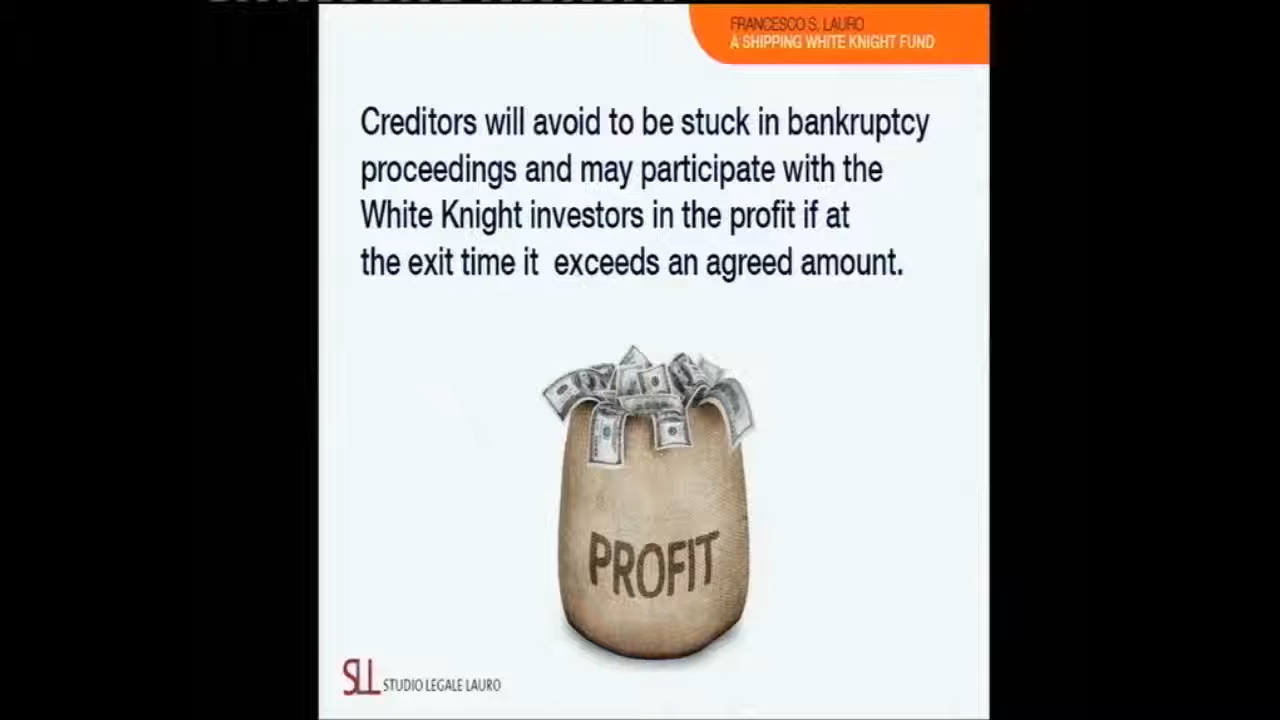 FRANCESCO S. LAURO
A SHIPPING WHITE KNIGHT FUND
Creditors will avoid to be stuck in bankruptcy
proceedings and may participate with the
White Knight investors in the profit if at
the exit time it exceeds an agreed amount.
PROFIT
SLL STUDIO LEGALE LAURO